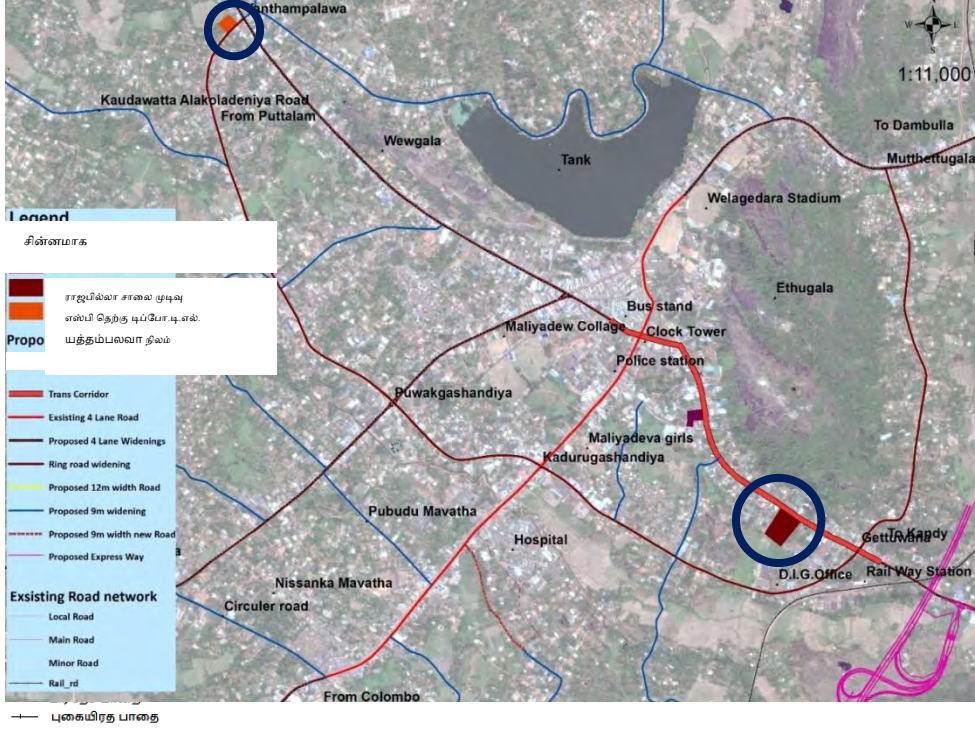 anthampalawa
1:11,000
Kaudawatta Alakoladeniya Road
From Puttalam
To Dambulla
Wewgala
Mutthettugala
Tank
Welagedara Stadium
Legend
சின்னமாக
Ethugala
ராஜபில்லா சாலை முடிவு
எஸ்பி தெற்கு டிப்போ.டி.எல்.
யத்தம்பலவா நிலம்
Bus stand
Maliyadew Collage
Clock Tower
Propo
Police station
Puwakgashandiya
Trans Corridor
Exsisting 4 Lane Road
Proposed 4 Lane Widenings
Maliyadeva girls
Kadurugashandiya
Ring road widening
Proposed 12m width Road
Proposed 9m widening
Pubudu Mavatha
Proposed 9m width new Road
Hospital
To Kandy
Gettuwana
Proposed Express Way
D.I.G.Office
Rail Way Station
Nissanka Mavatha
Exsisting Road network
Circuler road
Local Road
Main Road
Minor Road
Rail_rd
From Colombo
புகையிரத பாதை